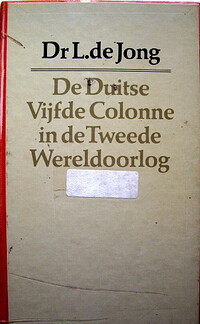 Dr L. de Jong
De Duitse
Vijfde Colonne
in de Tweede
Wereldoorlog